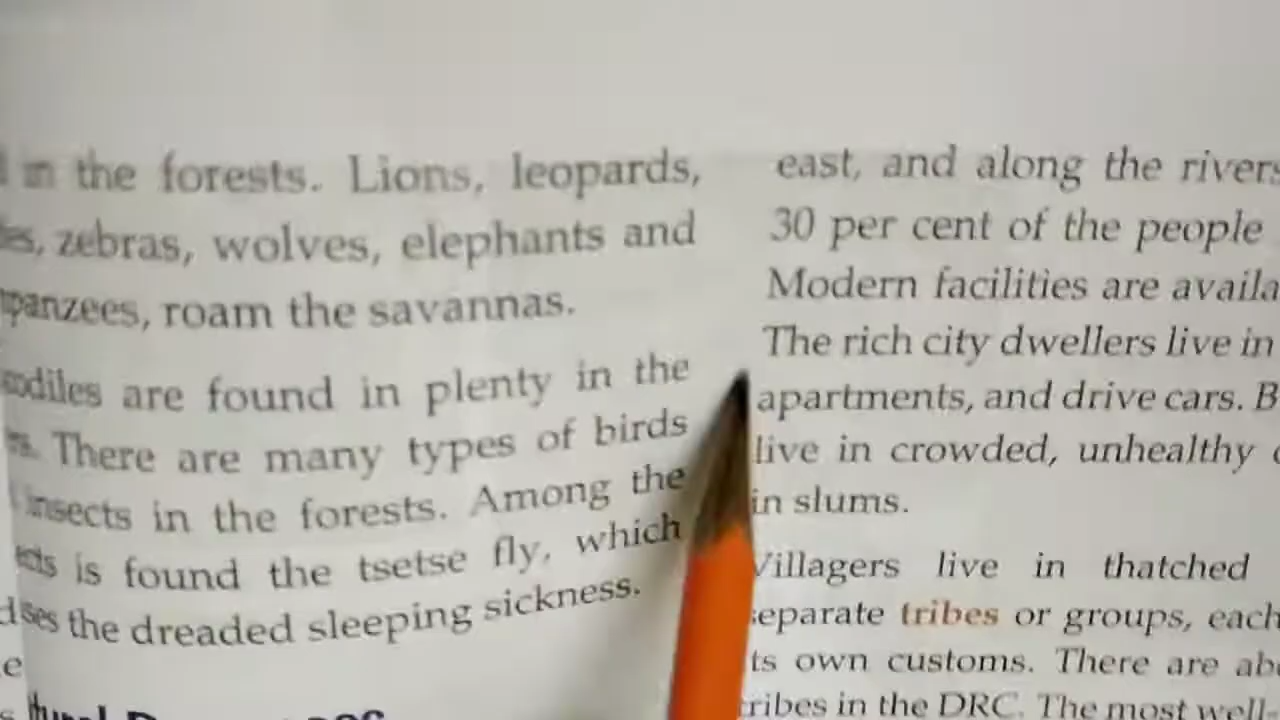 in the forests. Lions, leopards,
zebras, wolves, elephants and
panzees, roam the savannas.
odiles are found in plenty in the
There are many types of birds
insects in the forests. Among the
is found the tsetse fly, which
ses the dreaded sleeping sickness.
east, and along the rivers
30 per cent of the people
Modern facilities are availa
The rich city dwellers live in
apartments, and drive cars. B
live in crowded, unhealthy
in slums.
Villagers live in thatched
separate tribes or groups, each
ts own customs. There are abo
ribes in the DRC. The most well-